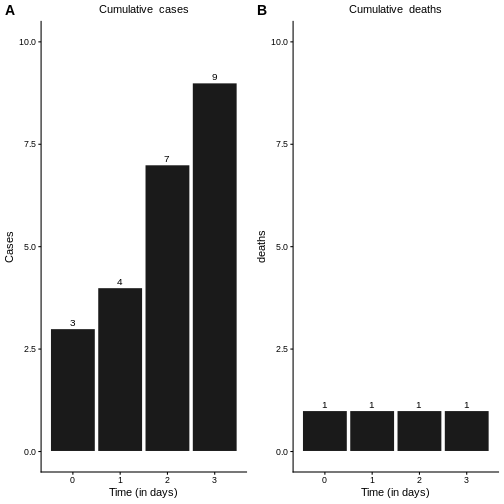 A
Cumulative cases
10.0
7.5
5.0
2.5
0.0
Cases
3
4
7
9
0 1 2 3
Time (in days)
B
Cumulative deaths
10.0
7.5
5.0
2.5
0.0
deaths
1 1 1 1
0 1 2 3
Time (in days)